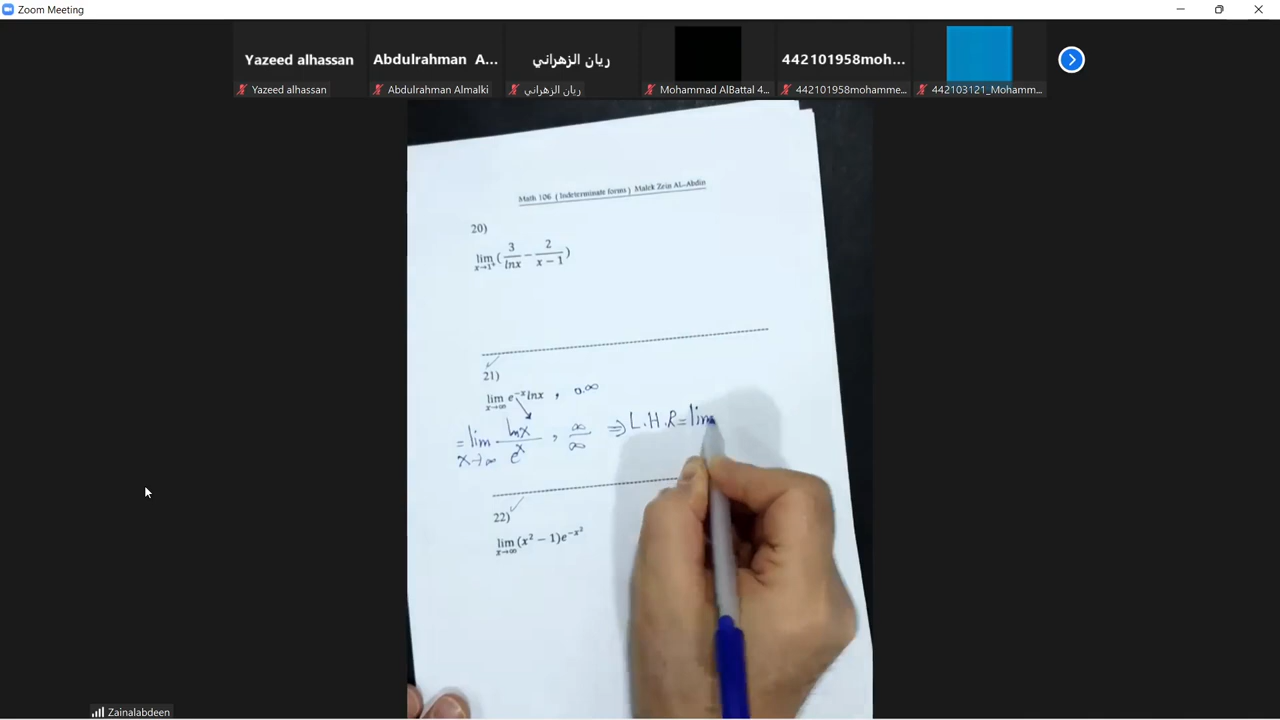 Zoom Meeting
Yazeed alhassan
Abdulrahman A...
ريان الزهراني
442101958moh...
Yazeed alhassan
Abdulrahman Almalki
ريان الزهراني
Mohammad AlBattal 4...
442101958mohamme...
442103121_Mohamm...
Math 106 ( Indeterminate forms ) Malek Zein AL-Abdin
20)
lim x→1⁺ (3/lnx − 2/(x − 1))
21)
lim x→∞ e⁻ˣ lnx , 0.∞
= lim x→∞ lnx/eˣ , ∞/∞ ⇒ L.H.R = lim
22)
lim x→∞ (x² − 1)e^(−x²)
Zainalabdeen